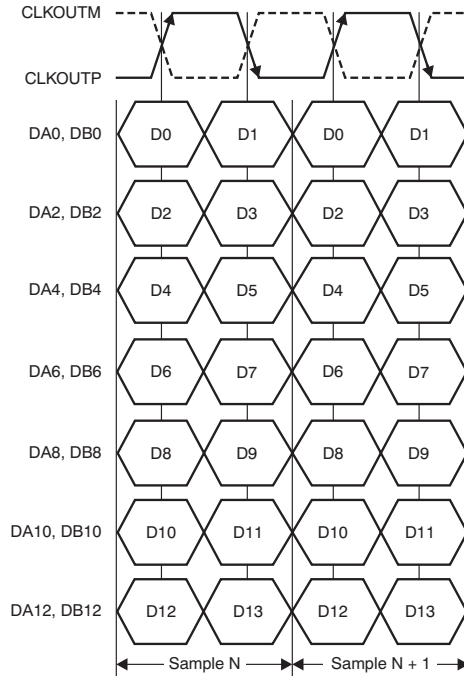 CLKOUTM
CLKOUTP
DA0, DB0 D0 D1 D0 D1
DA2, DB2 D2 D3 D2 D3
DA4, DB4 D4 D5 D4 D5
DA6, DB6 D6 D7 D6 D7
DA8, DB8 D8 D9 D8 D9
DA10, DB10 D10 D11 D10 D11
DA12, DB12 D12 D13 D12 D13
Sample N Sample N + 1